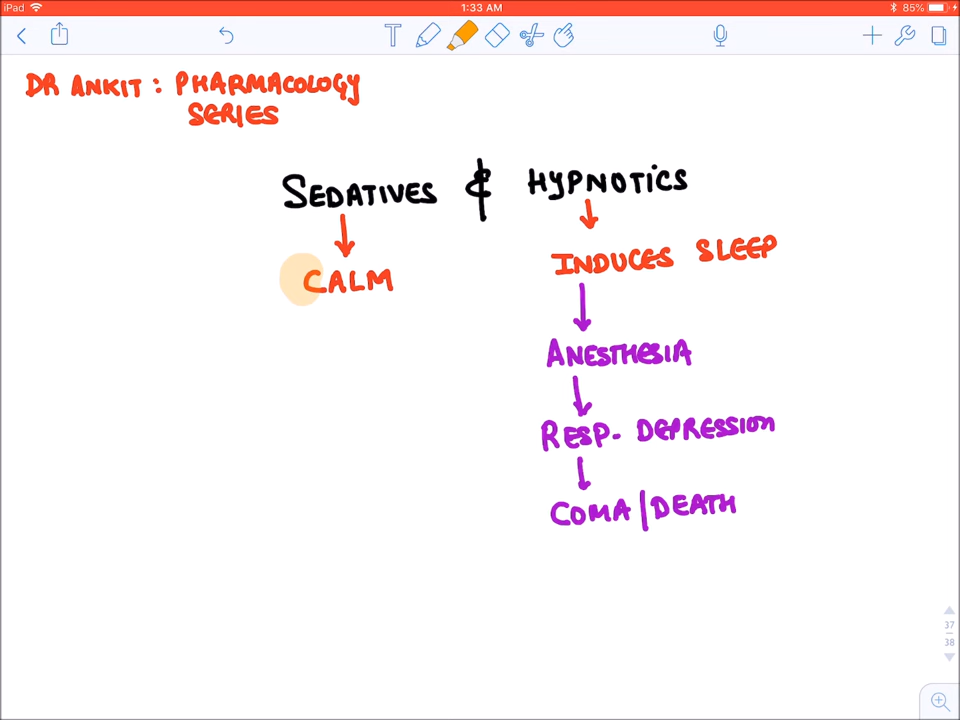 iPad 1:33 AM 85%
DR ANKIT : PHARMACOLOGY
SERIES
SEDATIVES & HYPNOTICS
CALM INDUCES SLEEP
ANESTHESIA
RESP. DEPRESSION
COMA/DEATH
37
38